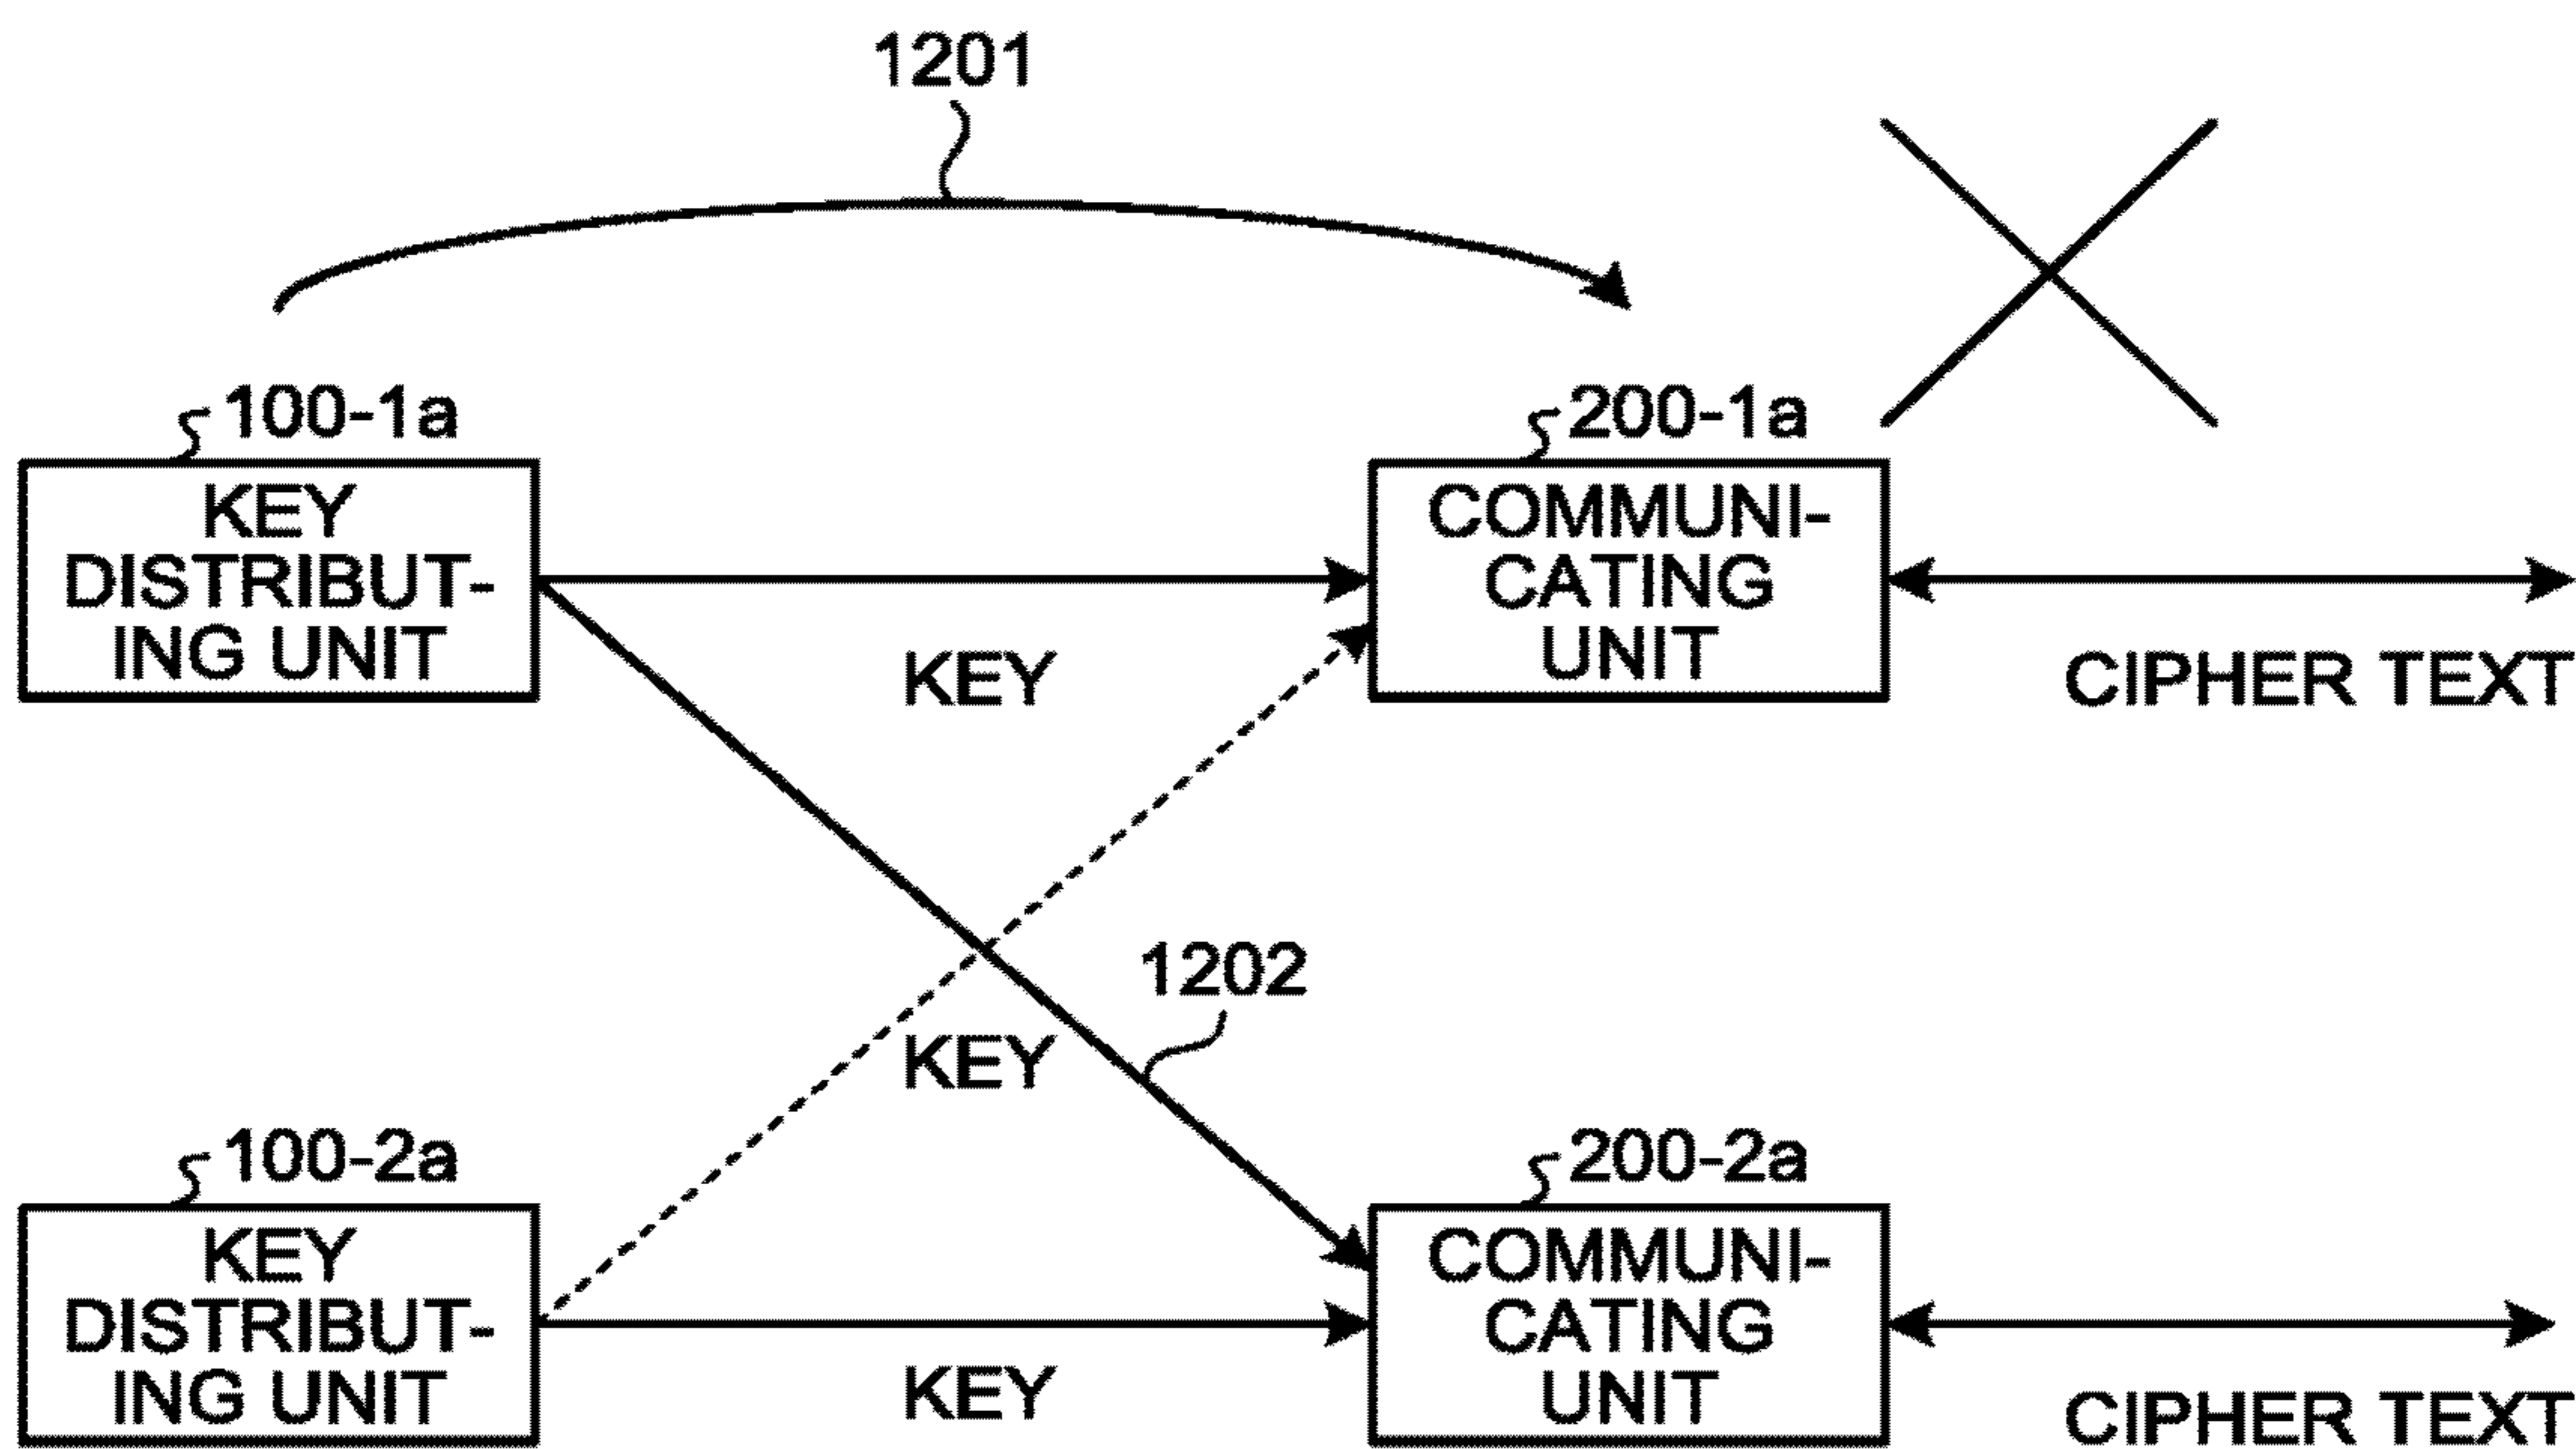 1201
100-1a
200-1a
KEY
DISTRIBUT-
ING UNIT
COMMUNI-
CATING
UNIT
KEY
CIPHER TEXT
1202
KEY
100-2a
200-2a
KEY
DISTRIBUT-
ING UNIT
COMMUNI-
CATING
UNIT
KEY
CIPHER TEXT